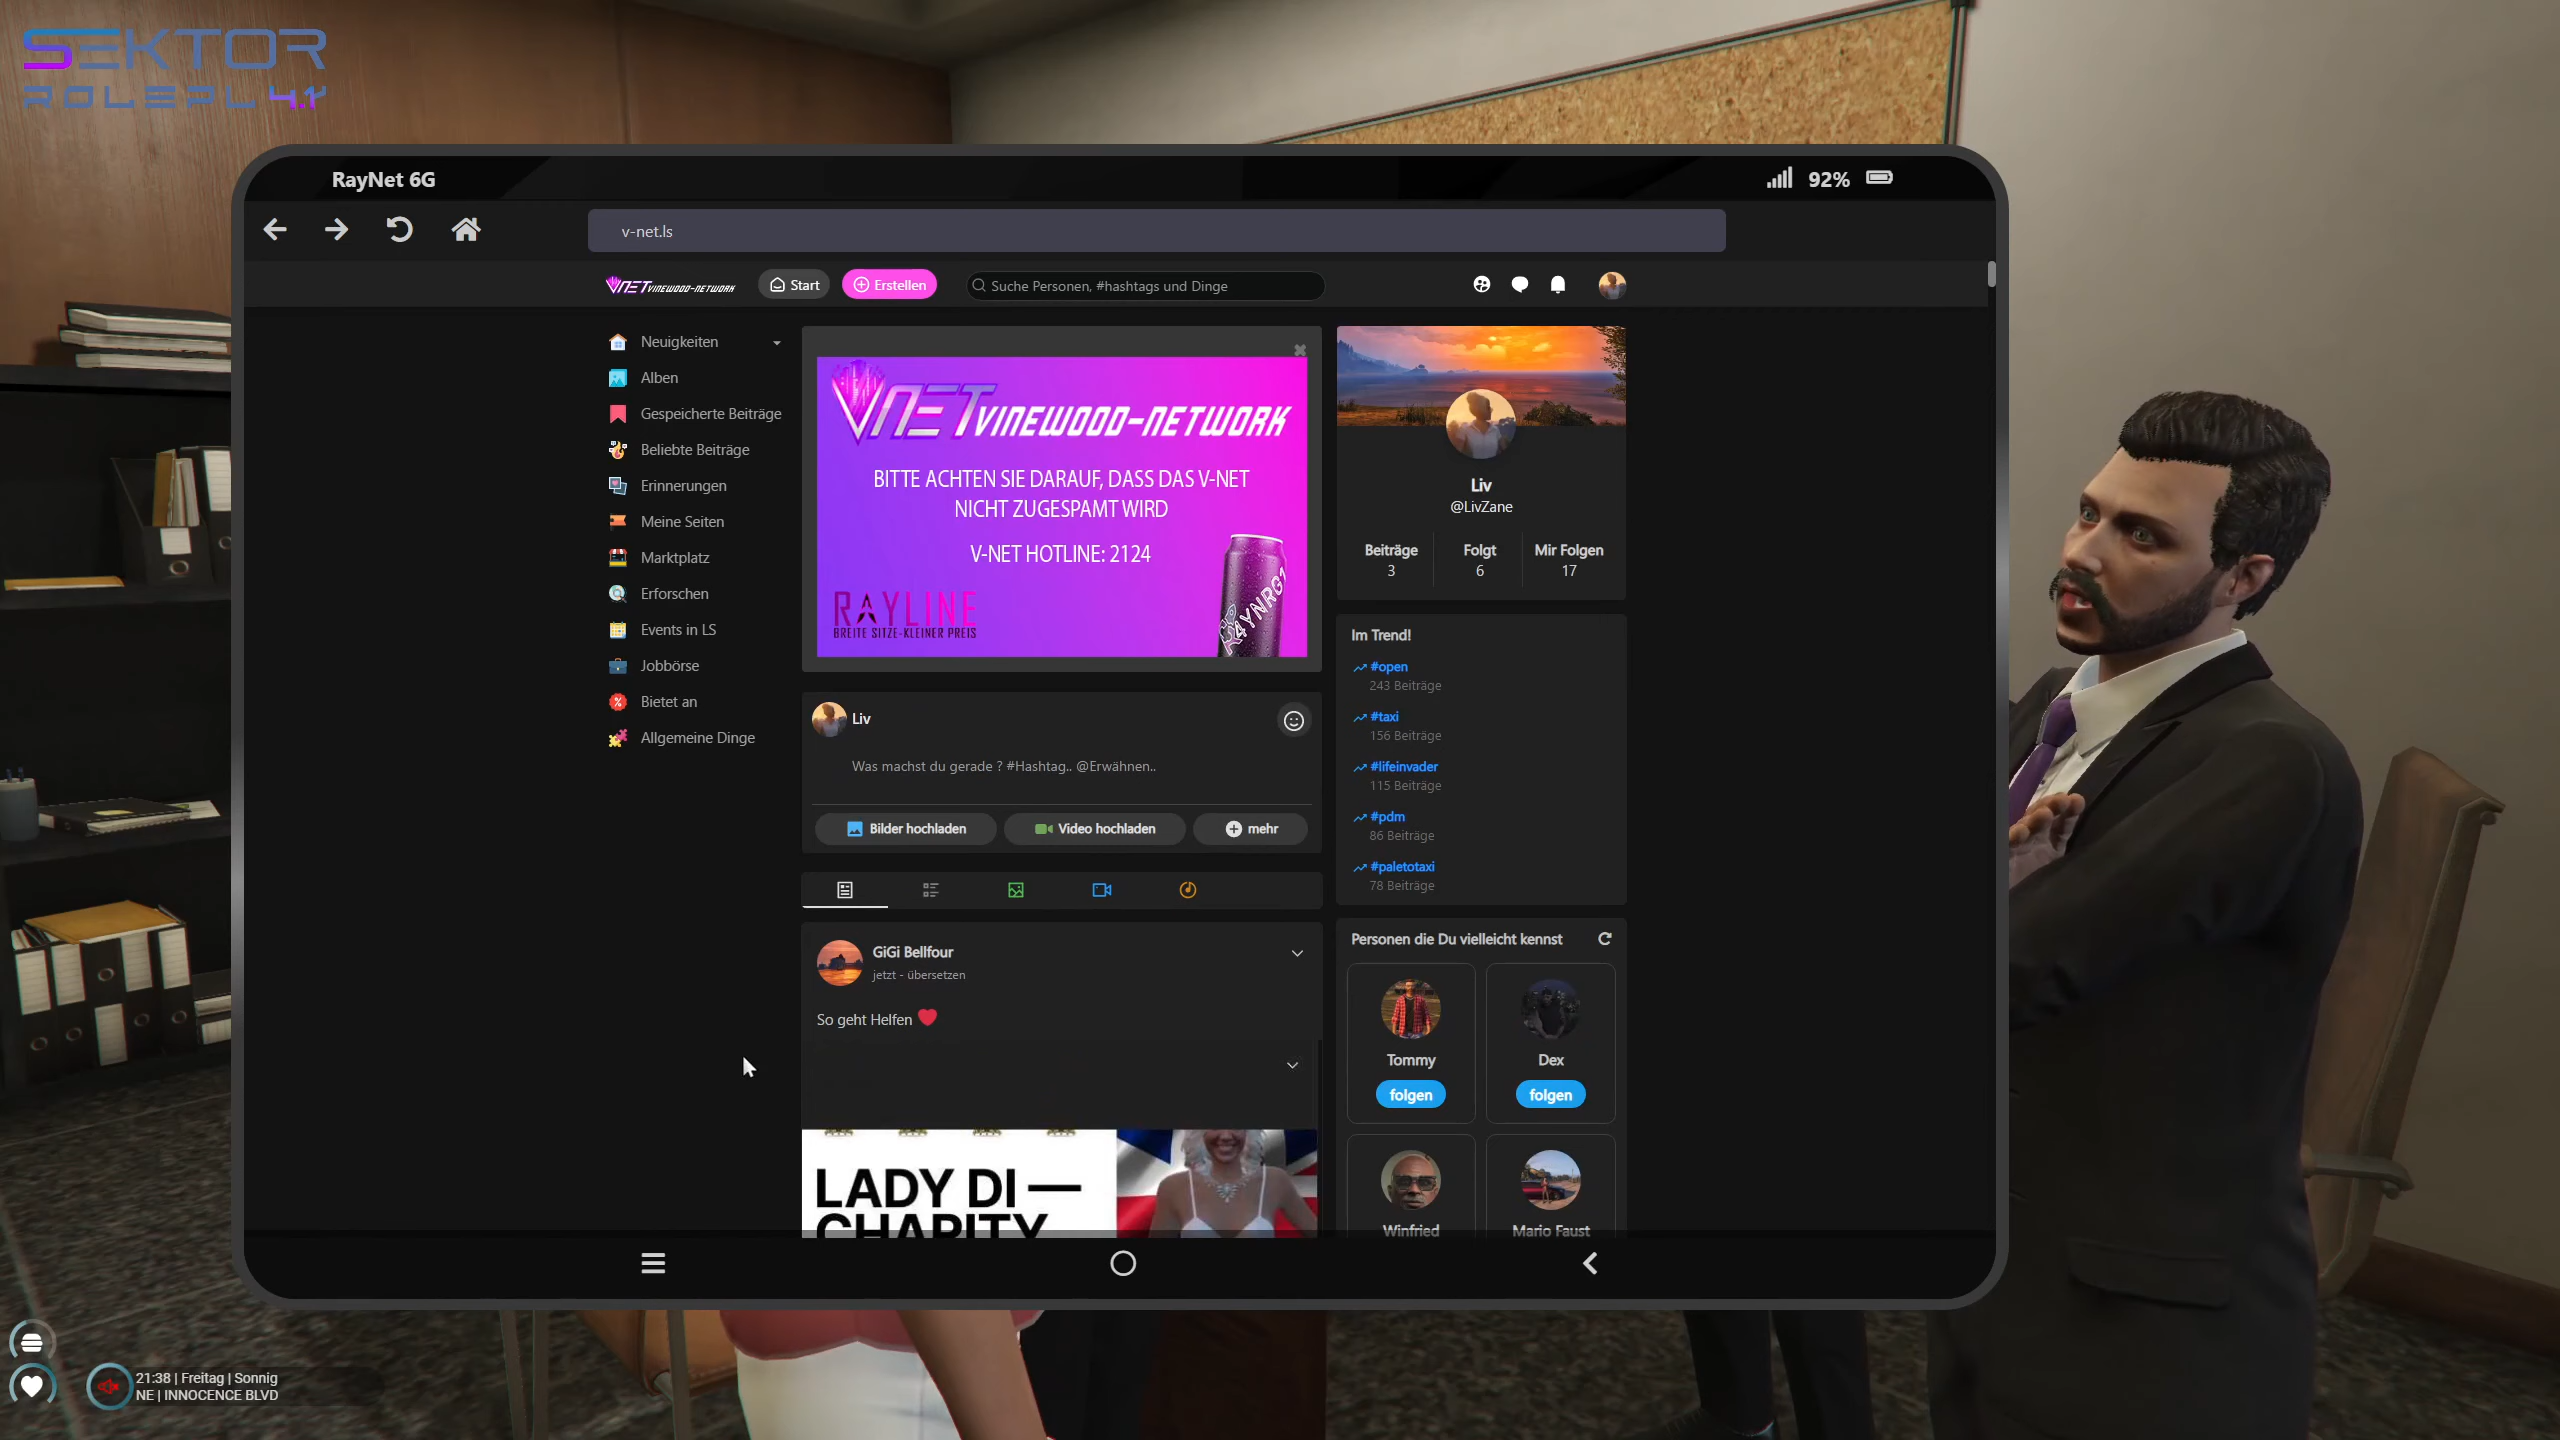 SEKTOR
ROLEPL 4.1
RayNet 6G
92%
v-net.ls
VNET VINEWOOD-NETWORK
Start
Erstellen
Suche Personen, #hashtags und Dinge
Neuigkeiten
Alben
Gespeicherte Beiträge
Beliebte Beiträge
Erinnerungen
Meine Seiten
Marktplatz
Erforschen
Events in LS
Jobbörse
Bietet an
Allgemeine Dinge
VNET VINEWOOD-NETWORK
BITTE ACHTEN SIE DARAUF, DASS DAS V-NET
NICHT ZUGESPAMT WIRD
V-NET HOTLINE: 2124
RAYLINE
BREITE SITZE-KLEINER PREIS
Liv
Was machst du gerade ? #Hashtag.. @Erwähnen..
Bilder hochladen
Video hochladen
mehr
GiGi Bellfour
jetzt - übersetzen
So geht Helfen
LADY DI —
CHARITY
Liv
@LivZane
Beiträge
3
Folgt
6
Mir Folgen
17
Im Trend!
#open
243 Beiträge
#taxi
156 Beiträge
#lifeinvader
115 Beiträge
#pdm
86 Beiträge
#paletotaxi
78 Beiträge
Personen die Du vielleicht kennst
Tommy
folgen
Dex
folgen
Winfried
Mario Faust
21:38 | Freitag | Sonnig
NE | INNOCENCE BLVD